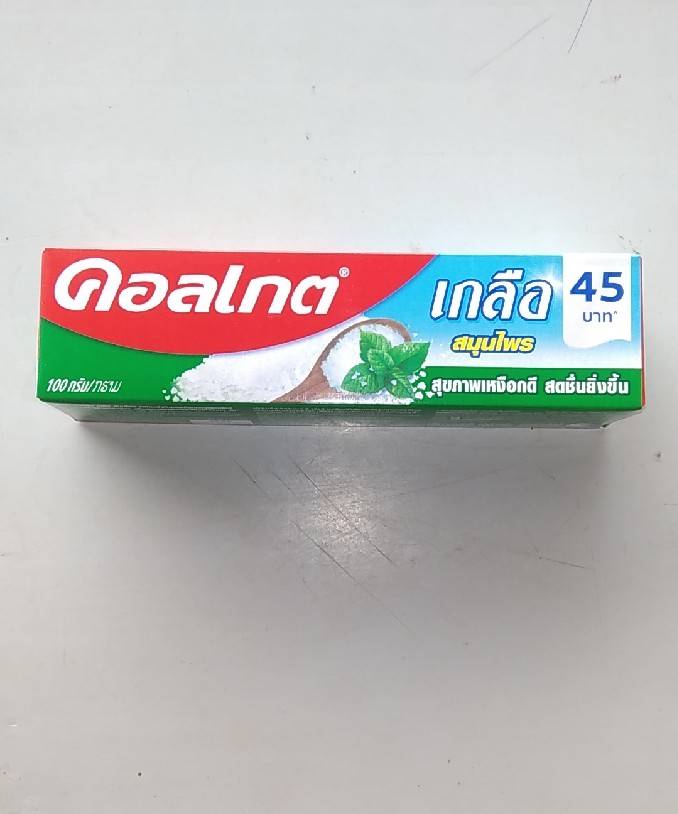 คอลเกต®
เกลือ
สมุนไพร
45
บาท^
100 กรัม/กราม
สุขภาพเหงือกดี สดชื่นยิ่งขึ้น